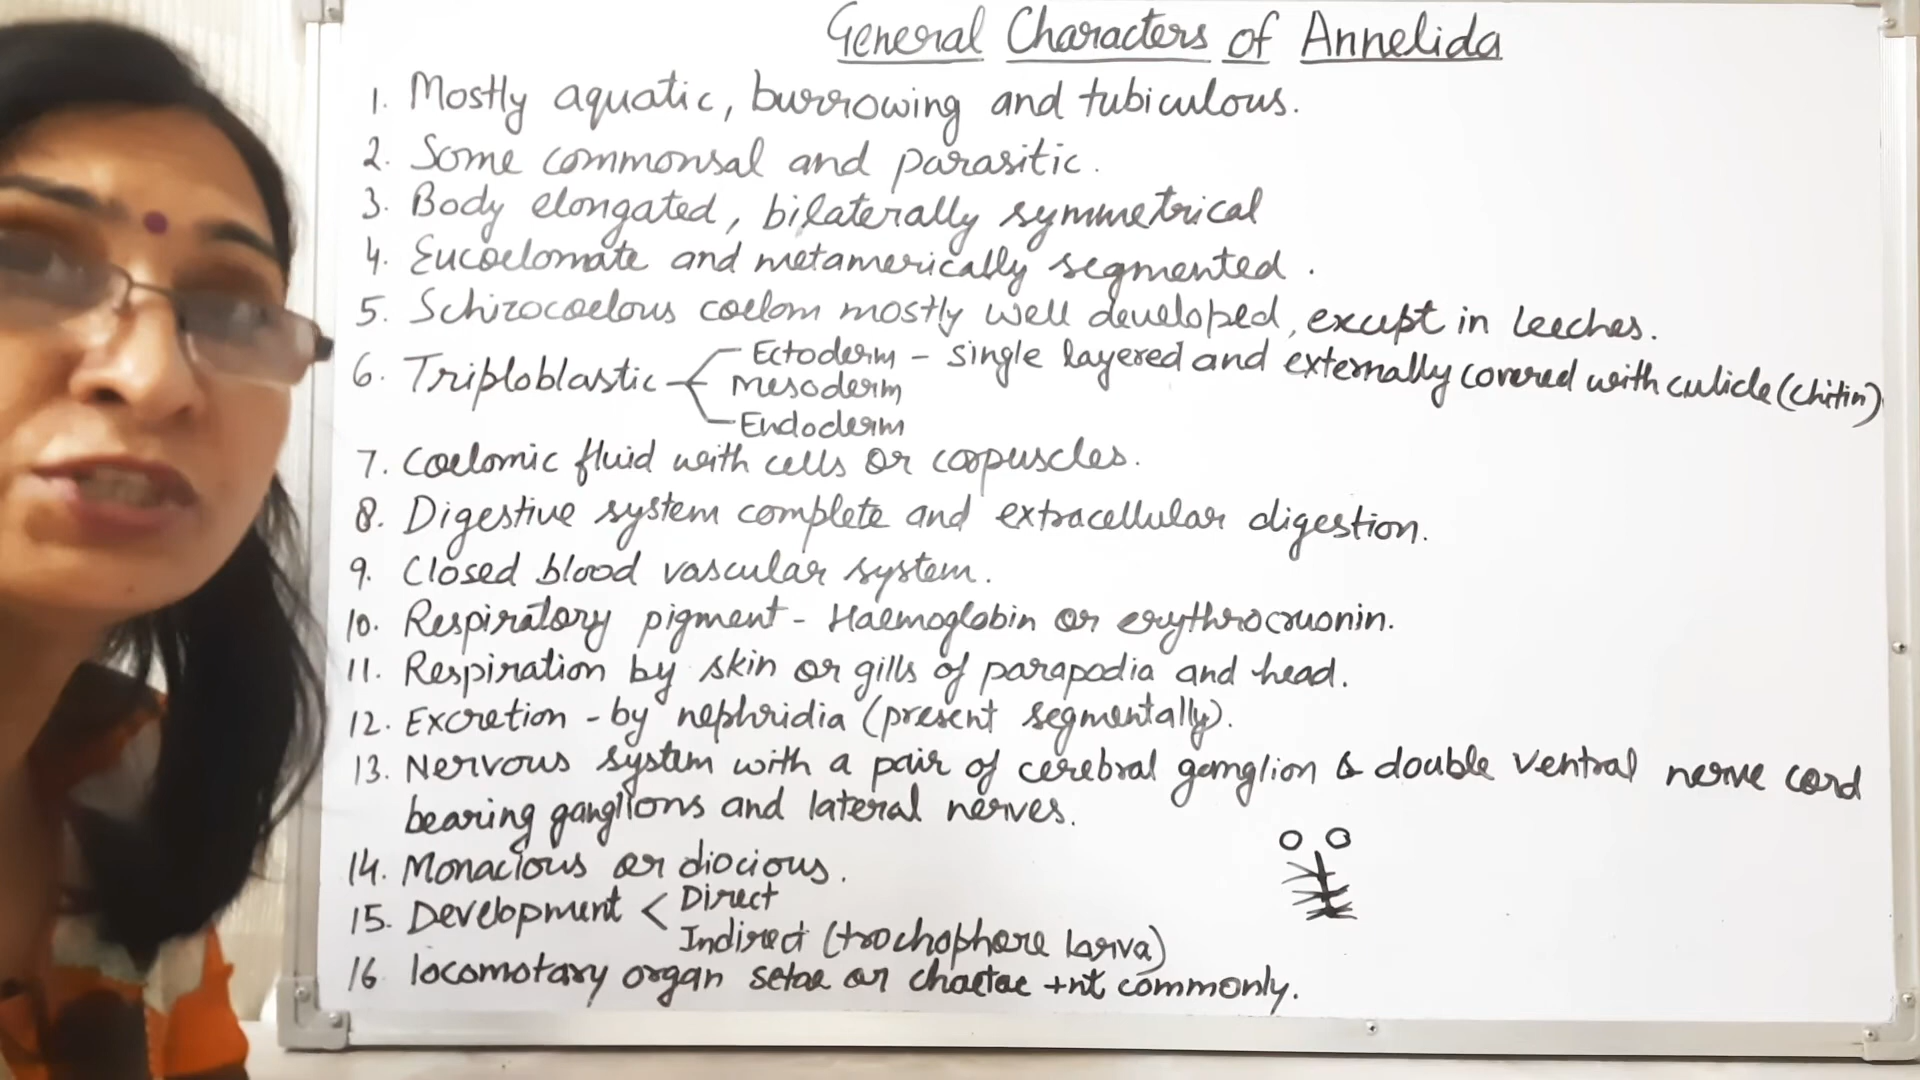 General Characters of Annelida
1. Mostly aquatic, burrowing and tubiculous.
2. Some commonsal and parasitic.
3. Body elongated, bilaterally symmetrical
4. Eucoelomate and metamerically segmented.
5. Schizocoelous coelom mostly well developed, except in leeches.
6. Triploblastic < Ectoderm - single layered and externally covered with cuticle (chitin)
Mesoderm
Endoderm
7. Coelomic fluid with cells or corpuscles.
8. Digestive system complete and extracellular digestion.
9. Closed blood vascular system.
10. Respiratory pigment - Haemoglobin or erythrocruonin.
11. Respiration by skin or gills of parapodia and head.
12. Excretion - by nephridia (present segmentally).
13. Nervous system with a pair of cerebral ganglion & double ventral nerve cord
bearing ganglions and lateral nerves.
14. Monacious or diocious.
15. Development < Direct
Indirect (trochophore larva)
16 locomotary organ setae or chaetae +nt commonly.